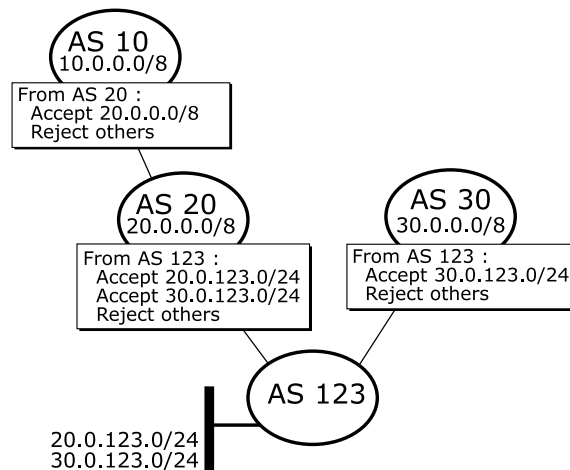 AS 10
10.0.0.0/8
From AS 20 :
Accept 20.0.0.0/8
Reject others
AS 20
20.0.0.0/8
From AS 123 :
Accept 20.0.123.0/24
Accept 30.0.123.0/24
Reject others
AS 30
30.0.0.0/8
From AS 123 :
Accept 30.0.123.0/24
Reject others
AS 123
20.0.123.0/24
30.0.123.0/24